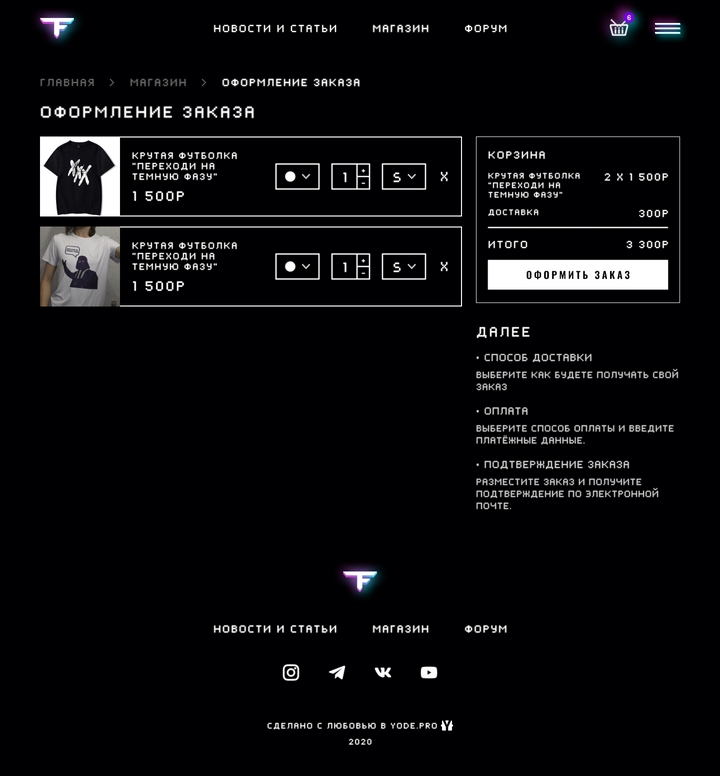 НОВОСТИ И СТАТЬИ МАГАЗИН ФОРУМ 6
ГЛАВНАЯ > МАГАЗИН > ОФОРМЛЕНИЕ ЗАКАЗА
ОФОРМЛЕНИЕ ЗАКАЗА
КРУТАЯ ФУТБОЛКА
"ПЕРЕХОДИ НА
ТЕМНУЮ ФАЗУ"
1 500Р
1 + - S X
КРУТАЯ ФУТБОЛКА
"ПЕРЕХОДИ НА
ТЕМНУЮ ФАЗУ"
1 500Р
1 + - S X
КОРЗИНА
КРУТАЯ ФУТБОЛКА
"ПЕРЕХОДИ НА
ТЕМНУЮ ФАЗУ"
2 X 1 500Р
ДОСТАВКА 300Р
ИТОГО 3 300Р
ОФОРМИТЬ ЗАКАЗ
ДАЛЕЕ
• СПОСОБ ДОСТАВКИ
ВЫБЕРИТЕ КАК БУДЕТЕ ПОЛУЧАТЬ СВОЙ
ЗАКАЗ
• ОПЛАТА
ВЫБЕРИТЕ СПОСОБ ОПЛАТЫ И ВВЕДИТЕ
ПЛАТЁЖНЫЕ ДАННЫЕ.
• ПОДТВЕРЖДЕНИЕ ЗАКАЗА
РАЗМЕСТИТЕ ЗАКАЗ И ПОЛУЧИТЕ
ПОДТВЕРЖДЕНИЕ ПО ЭЛЕКТРОННОЙ
ПОЧТЕ.
НОВОСТИ И СТАТЬИ МАГАЗИН ФОРУМ
СДЕЛАНО С ЛЮБОВЬЮ В YODE.PRO
2020